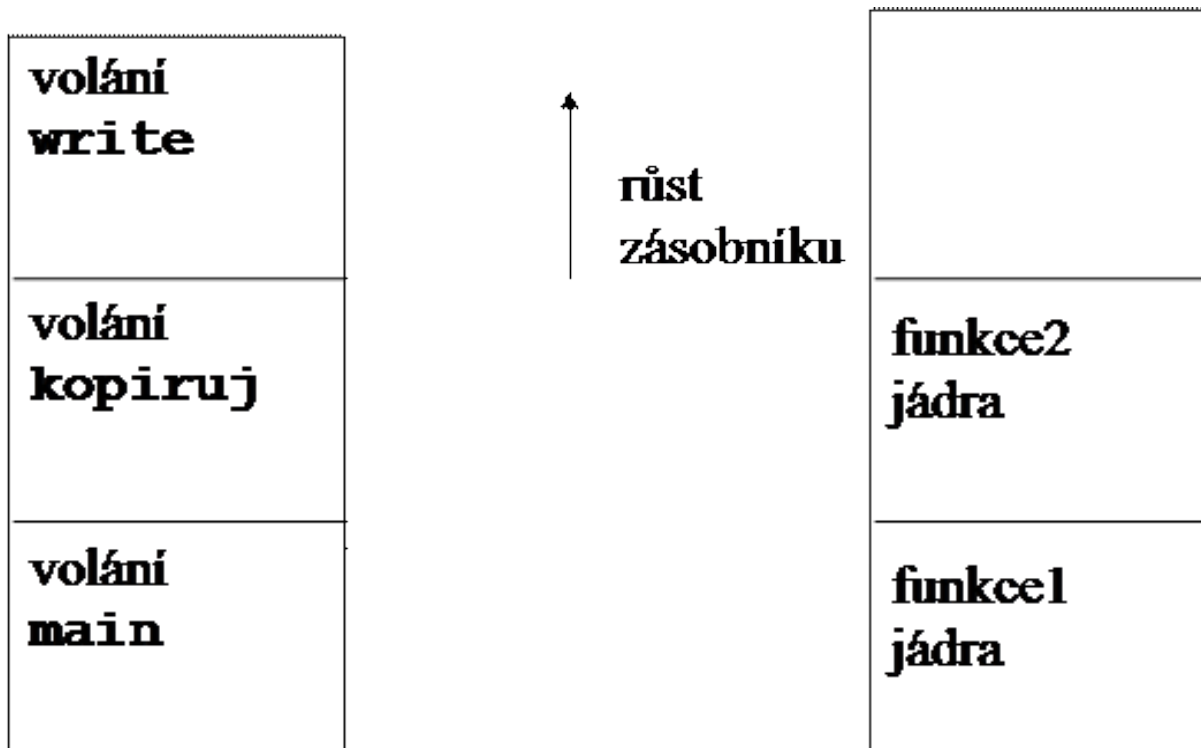 volání
write
volání
kopiruj
volání
main
růst
zásobníku
funkce2
jádra
funkce1
jádra